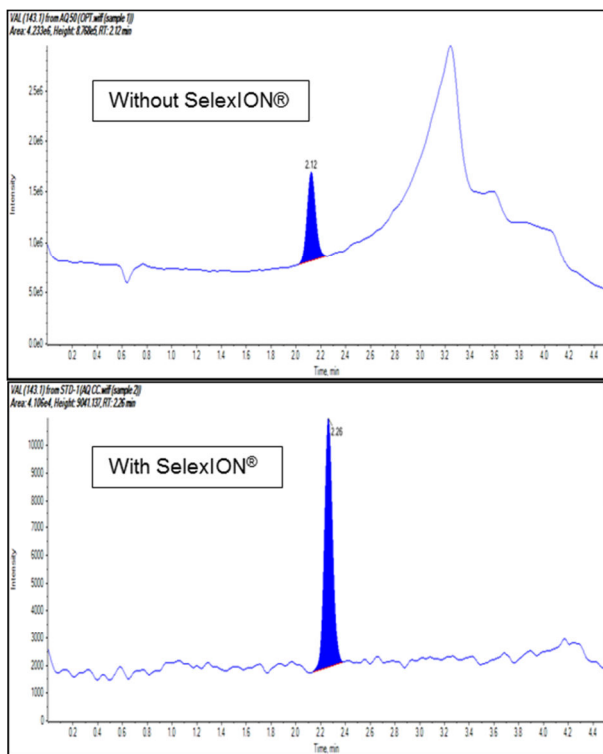 VAL (143.1) from AQ50 (OPT.wiff (sample 1))
Area: 4.233e6, Height: 8.768e5, RT: 2.12 min
Without SelexION®
2.12
Intensity
2.5e6
2.0e6
1.5e6
1.0e6
5.0e5
0.0e0
0.2 0.4 0.6 0.8 1.0 1.2 1.4 1.6 1.8 2.0 2.2 2.4 2.6 2.8 3.0 3.2 3.4 3.6 3.8 4.0 4.2 4.4
Time, min
VAL (143.1) from STD-1 (AQ CC.wiff (sample 2))
Area: 4.106e4, Height: 9041.137, RT: 2.26 min
With SelexION®
2.26
Intensity
10000
9000
8000
7000
6000
5000
4000
3000
2000
1000
0
0.2 0.4 0.6 0.8 1.0 1.2 1.4 1.6 1.8 2.0 2.2 2.4 2.6 2.8 3.0 3.2 3.4 3.6 3.8 4.0 4.2 4.4
Time, min